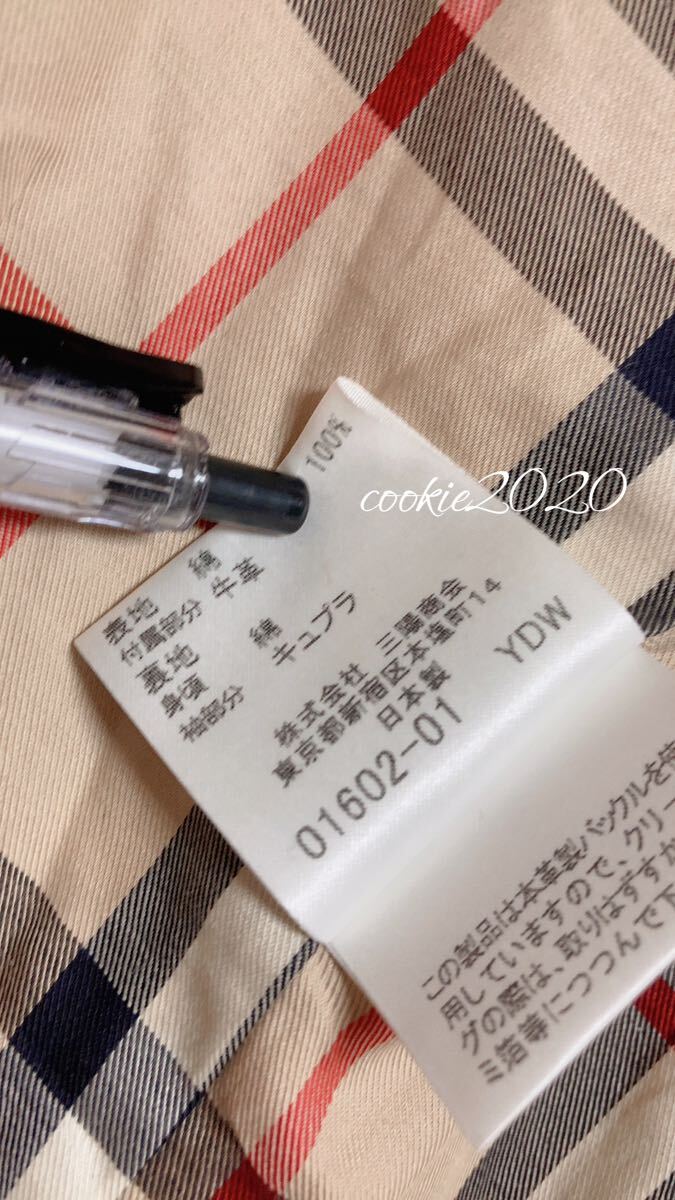 100%
cookie2020
表地 綿
付属部分 牛革
裏地
身頃 綿
袖部分 キュプラ
株式会社 三陽商会
東京都新宿区本塩町14
日本製
01602-01
YDW
この製品は本革製バックルを使
用していますので、クリー
グの際は、取りはずすか
ミ箔等につつんで下